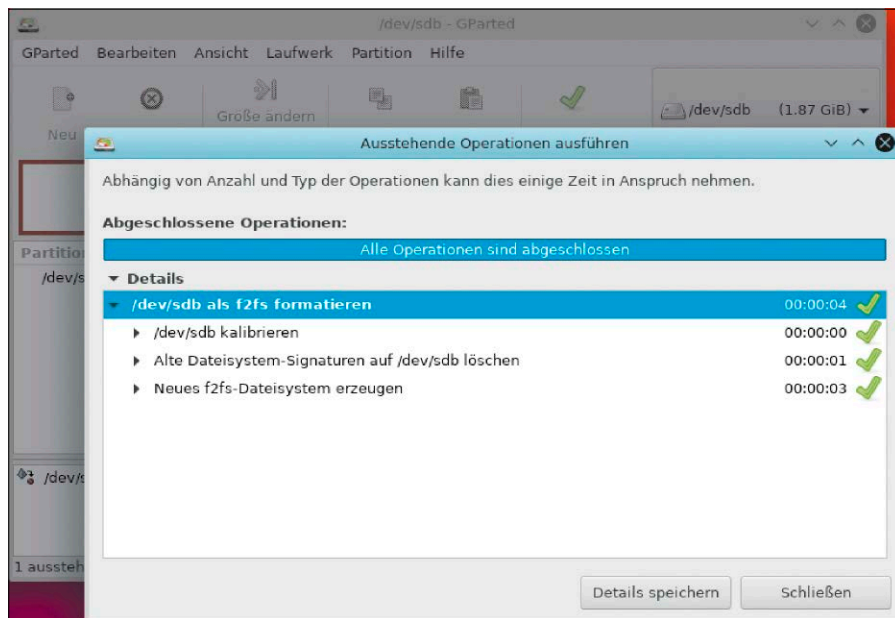 /dev/sdb - GParted
GParted Bearbeiten Ansicht Laufwerk Partition Hilfe
Neu
Größe ändern
/dev/sdb (1.87 GiB)
Ausstehende Operationen ausführen
Abhängig von Anzahl und Typ der Operationen kann dies einige Zeit in Anspruch nehmen.
Abgeschlossene Operationen:
Alle Operationen sind abgeschlossen
Partition
/dev/s
Details
/dev/sdb als f2fs formatieren 00:00:04
/dev/sdb kalibrieren 00:00:00
Alte Dateisystem-Signaturen auf /dev/sdb löschen 00:00:01
Neues f2fs-Dateisystem erzeugen 00:00:03
/dev/s
1 aussteh
Details speichern Schließen